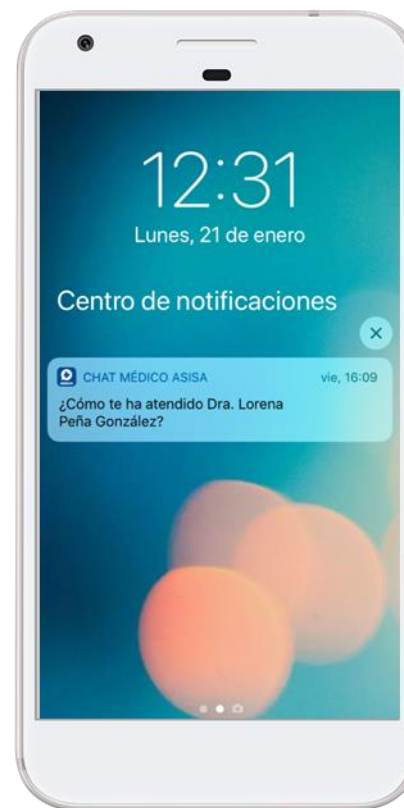 12:31
Lunes, 21 de enero
Centro de notificaciones
CHAT MÉDICO ASISA vie, 16:09
¿Cómo te ha atendido Dra. Lorena
Peña González?